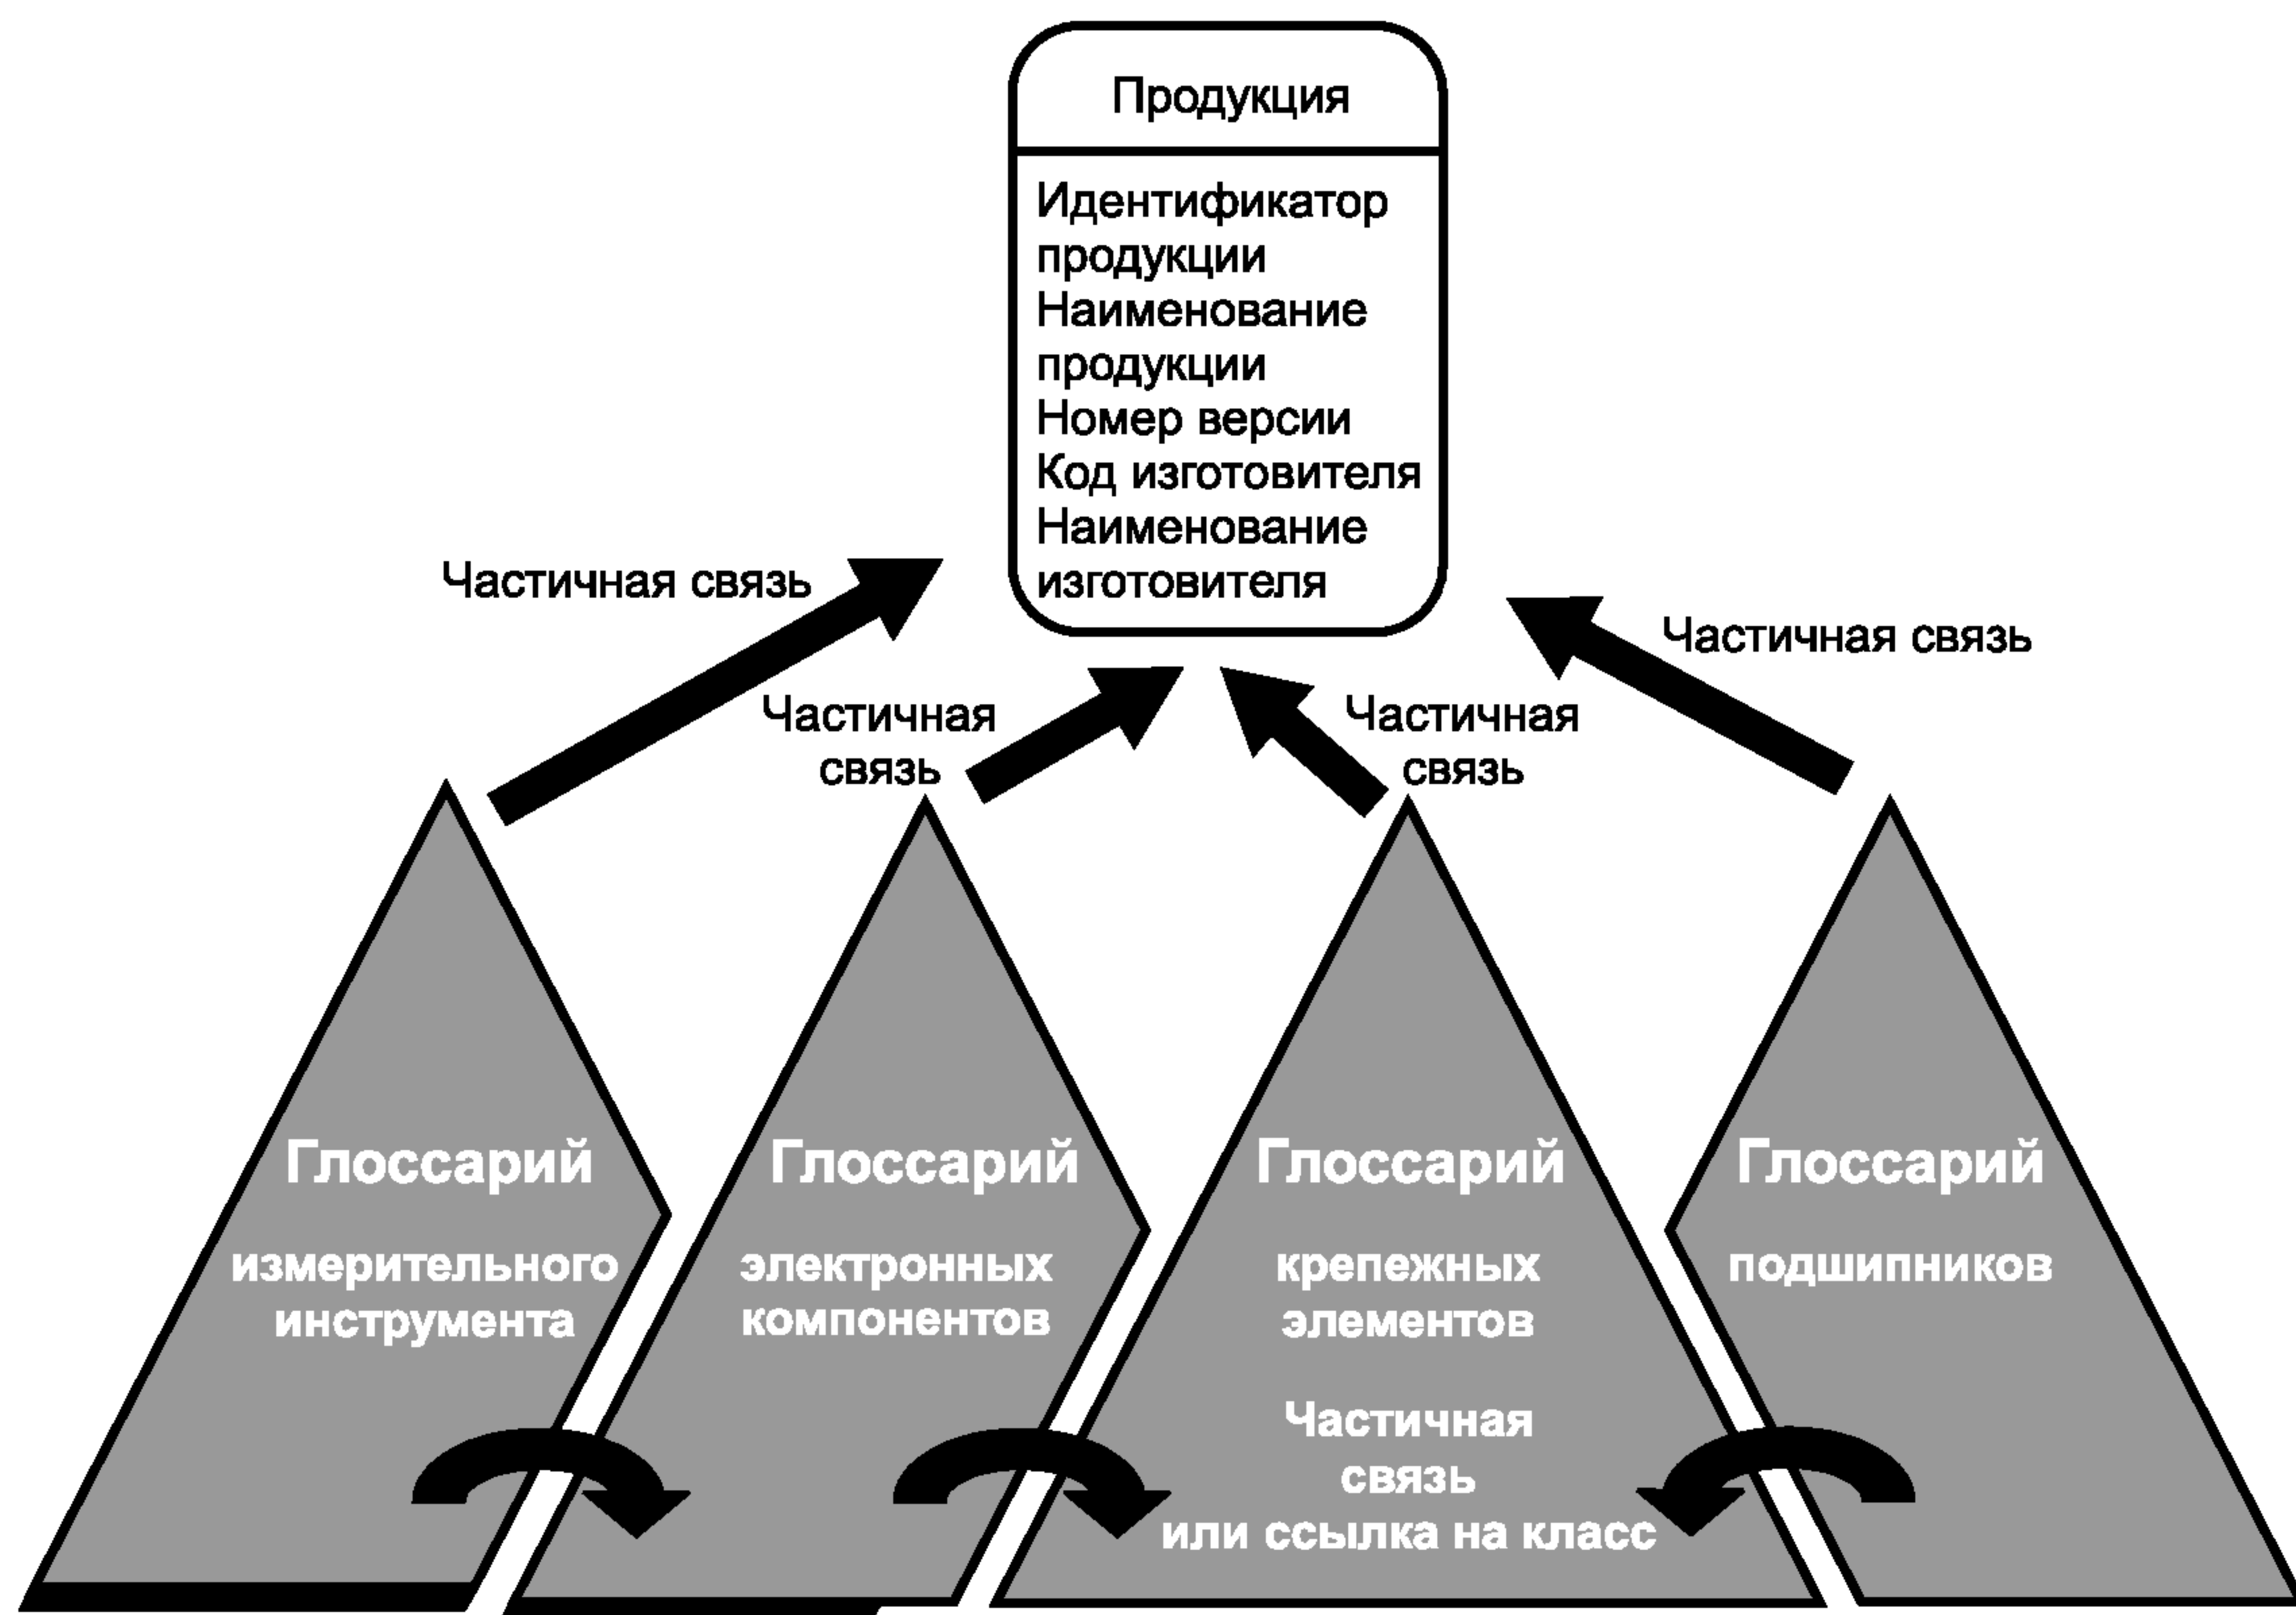 Продукция
Идентификатор
продукции
Наименование
продукции
Номер версии
Код изготовителя
Наименование
изготовителя
Частичная связь
Частичная связь
Частичная
связь
Частичная
связь
Глоссарий
измерительного
инструмента
Глоссарий
электронных
компонентов
Глоссарий
крепежных
элементов
Частичная
связь
или ссылка на класс
Глоссарий
подшипников